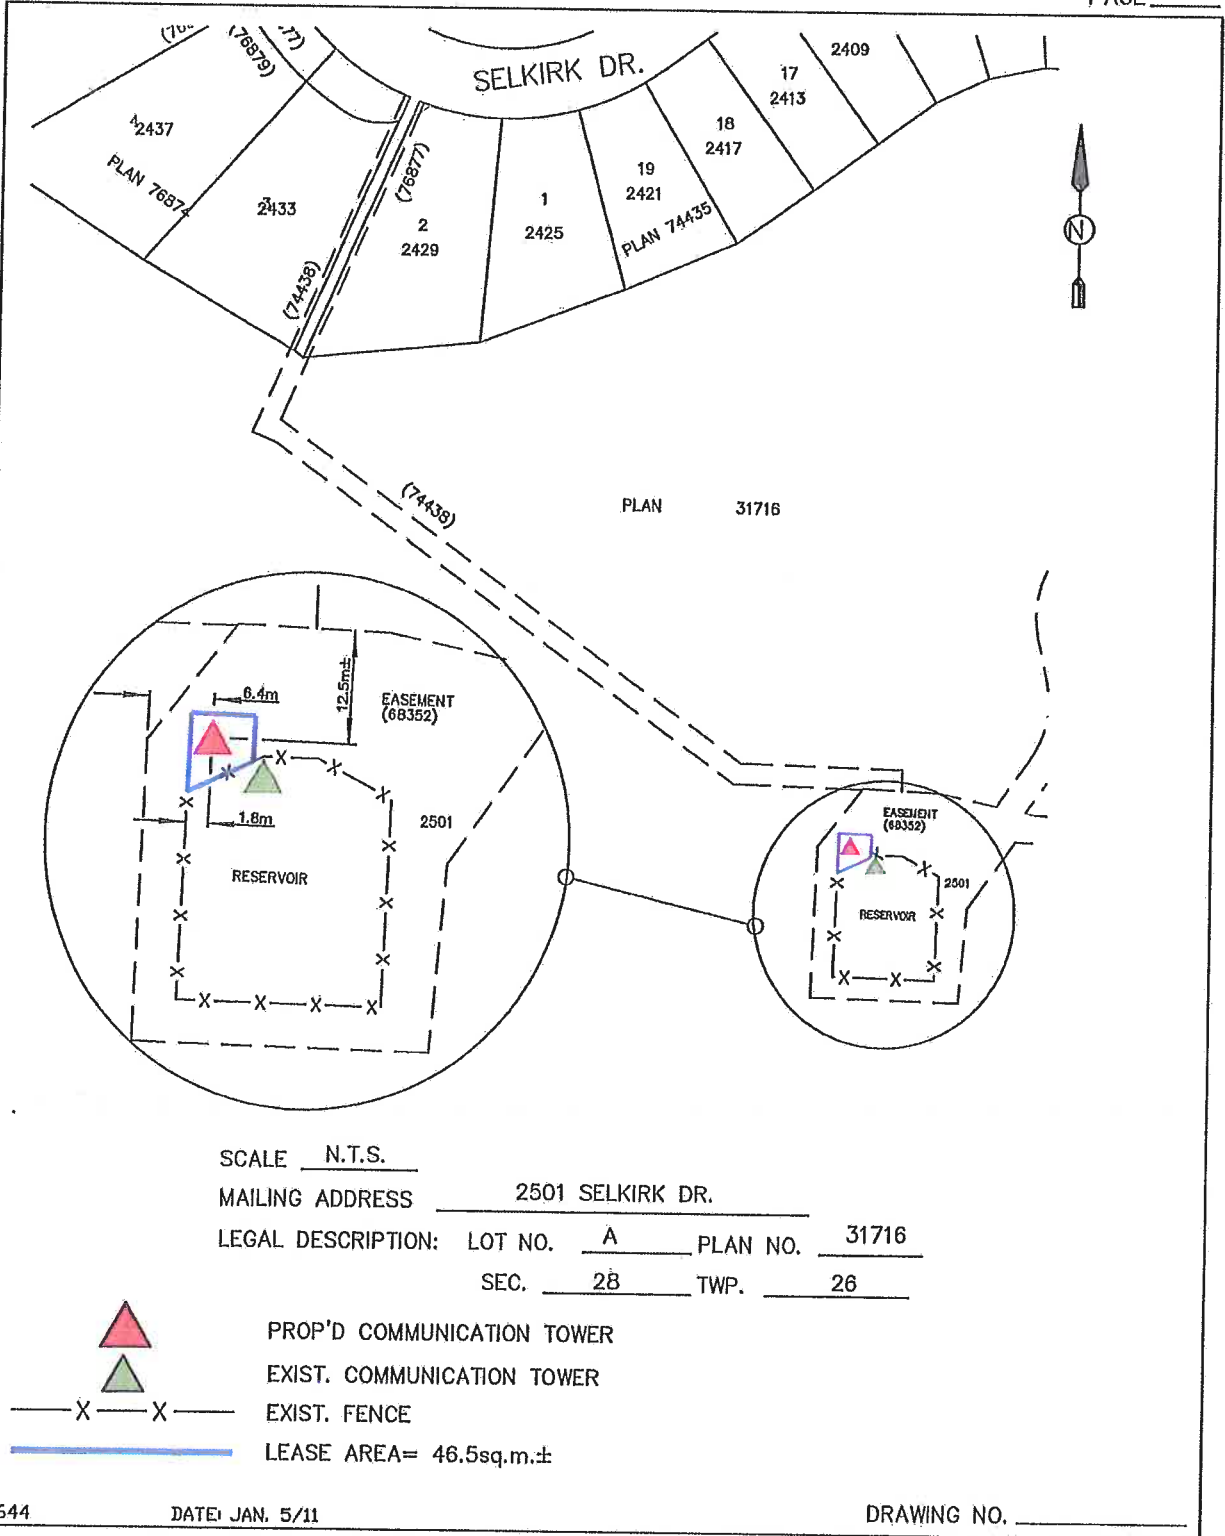 PAGE
SELKIRK DR.
(76879)
2409
17
2413
18
2417
19
2421
1
2425
2
2429
2433
2437
PLAN 76874
PLAN 74435
(76877)
(74438)
N
(74438)
PLAN 31716
6.4m
12.5m±
EASEMENT
(68352)
1.8m
2501
RESERVOIR
EASEMENT
(68352)
2501
RESERVOIR
SCALE N.T.S.
MAILING ADDRESS 2501 SELKIRK DR.
LEGAL DESCRIPTION: LOT NO. A PLAN NO. 31716
SEC. 28 TWP. 26
PROP'D COMMUNICATION TOWER
EXIST. COMMUNICATION TOWER
X X EXIST. FENCE
LEASE AREA= 46.5sq.m.±
644 DATE: JAN. 5/11 DRAWING NO.